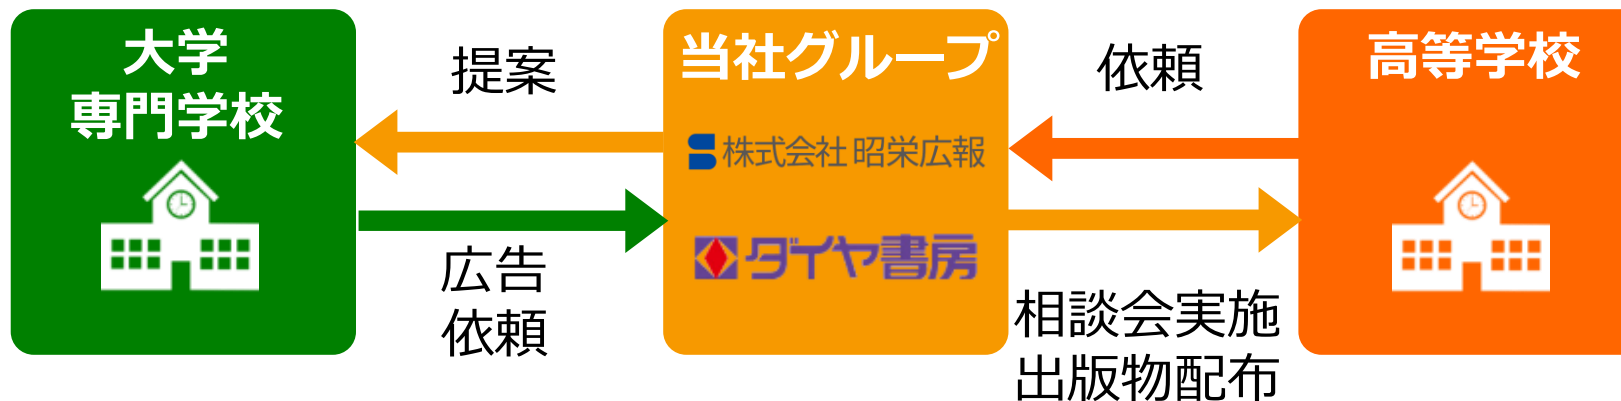 大学
専門学校
提案
広告
依頼
当社グループ
株式会社 昭栄広報
ダイヤ書房
依頼
相談会実施
出版物配布
高等学校